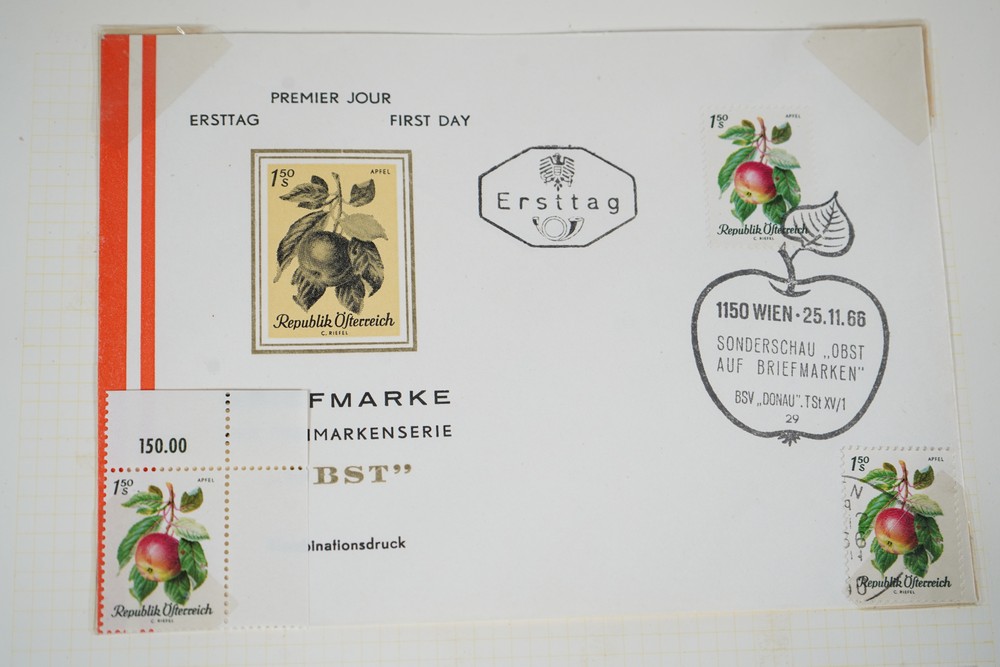 PREMIER JOUR
ERSTTAG FIRST DAY
1 50 S APFEL
Republik Öſterreich
C. RIEFEL
Ersttag
1 50 S APFEL
Republik Öſterreich
C. RIEFEL
1150 WIEN · 25.11.66
SONDERSCHAU „OBST
AUF BRIEFMARKEN"
BSV „DONAU". TSt XV/1
29
FMARKE
MARKENSERIE
BST”
nationsdruck
150.00
1 50 S APFEL
Republik Öſterreich
C. RIEFEL
1 50 S APFEL
Republik Öſterreich
C. RIEFEL